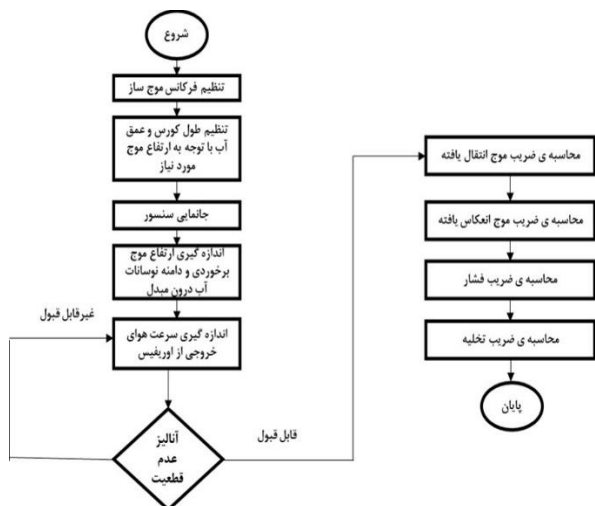 شروع
تنظیم فرکانس موج ساز
تنظیم طول کورس و عمق
آب با توجه به ارتفاع موج
مورد نیاز
جانمایی سنسور
اندازه گیری ارتفاع موج
برخوردی و دامنه نوسانات
آب درون مبدل
اندازه گیری سرعت هوای
خروجی از اوریفیس
آنالیز
عدم
قطعیت
غیرقابل قبول
قابل قبول
محاسبه ی ضریب موج انتقال یافته
محاسبه ی ضریب موج انعکاس یافته
محاسبه ی ضریب فشار
محاسبه ی ضریب تخلیه
پایان